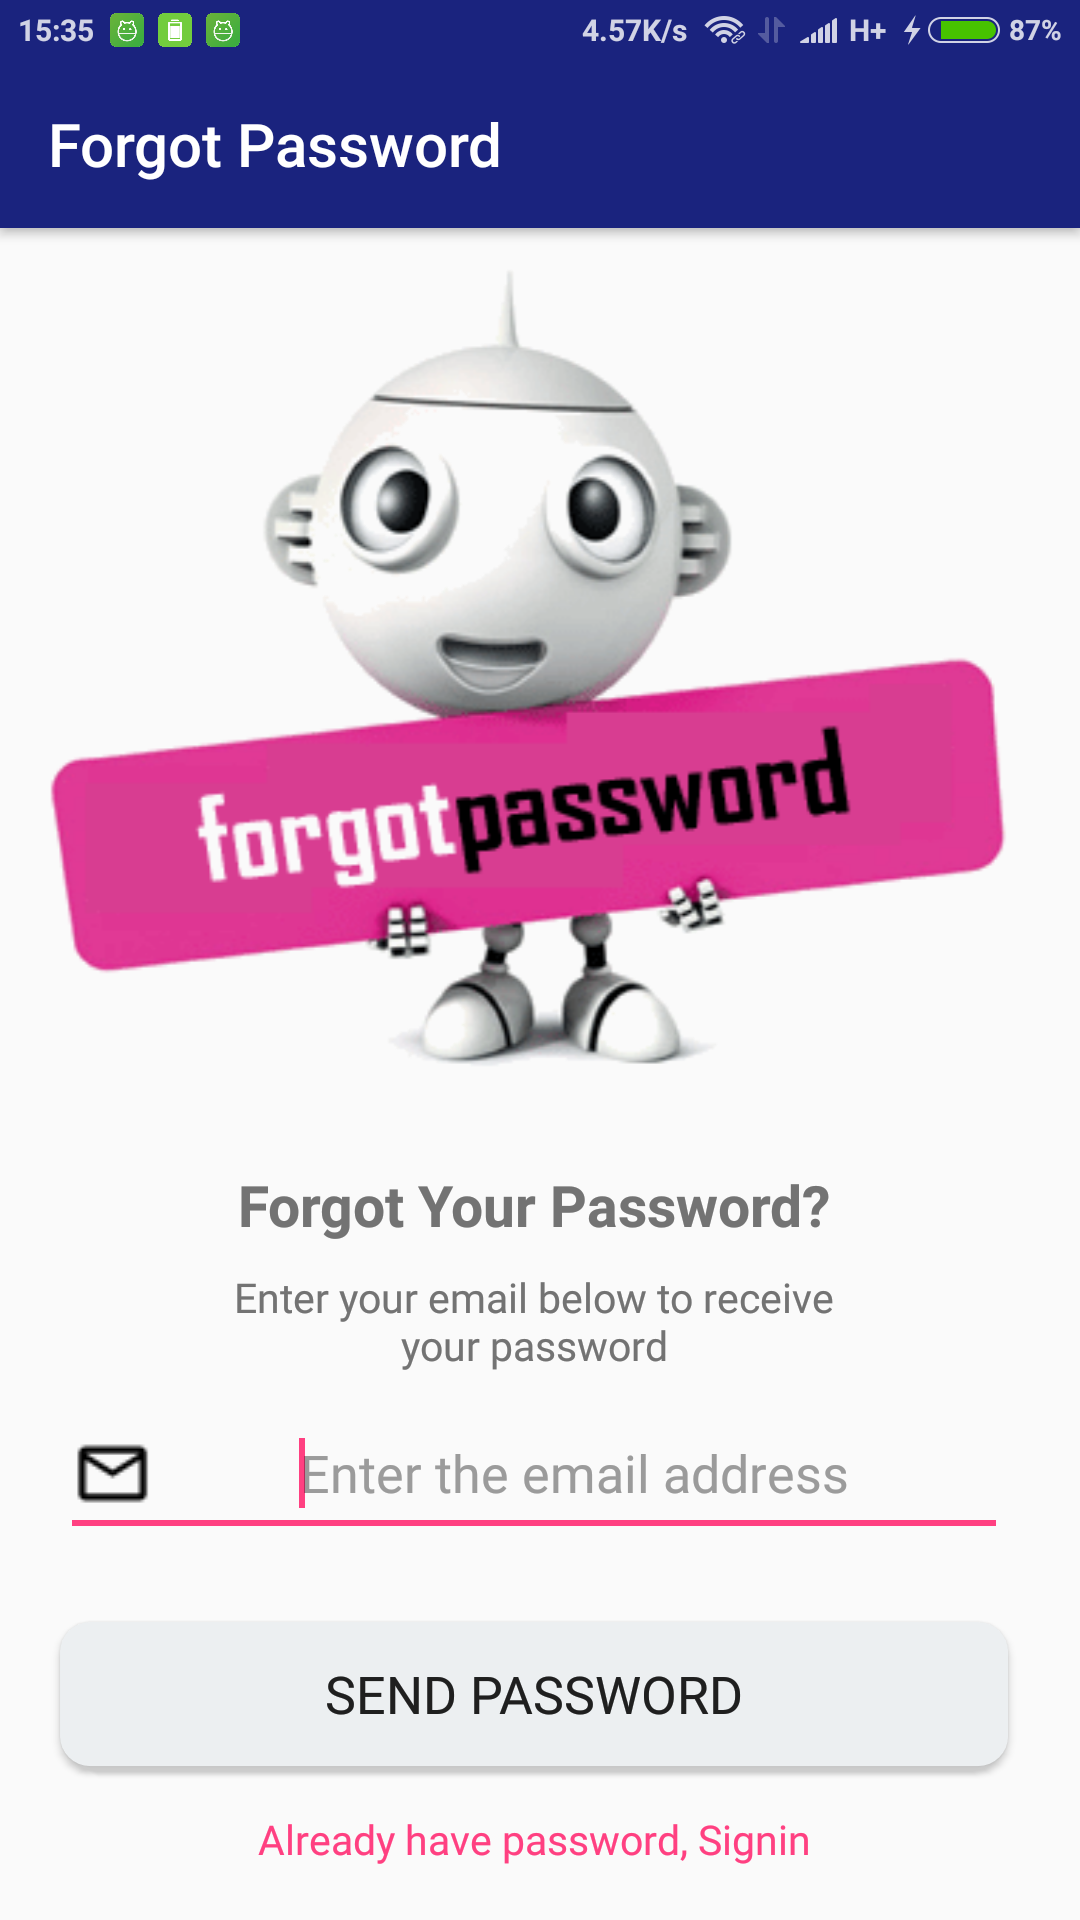 15:35 4.57K/s H+ 87%
Forgot Password
forgotpassword
Forgot Your Password?
Enter your email below to receive
your password
Enter the email address
SEND PASSWORD
Already have password, Signin